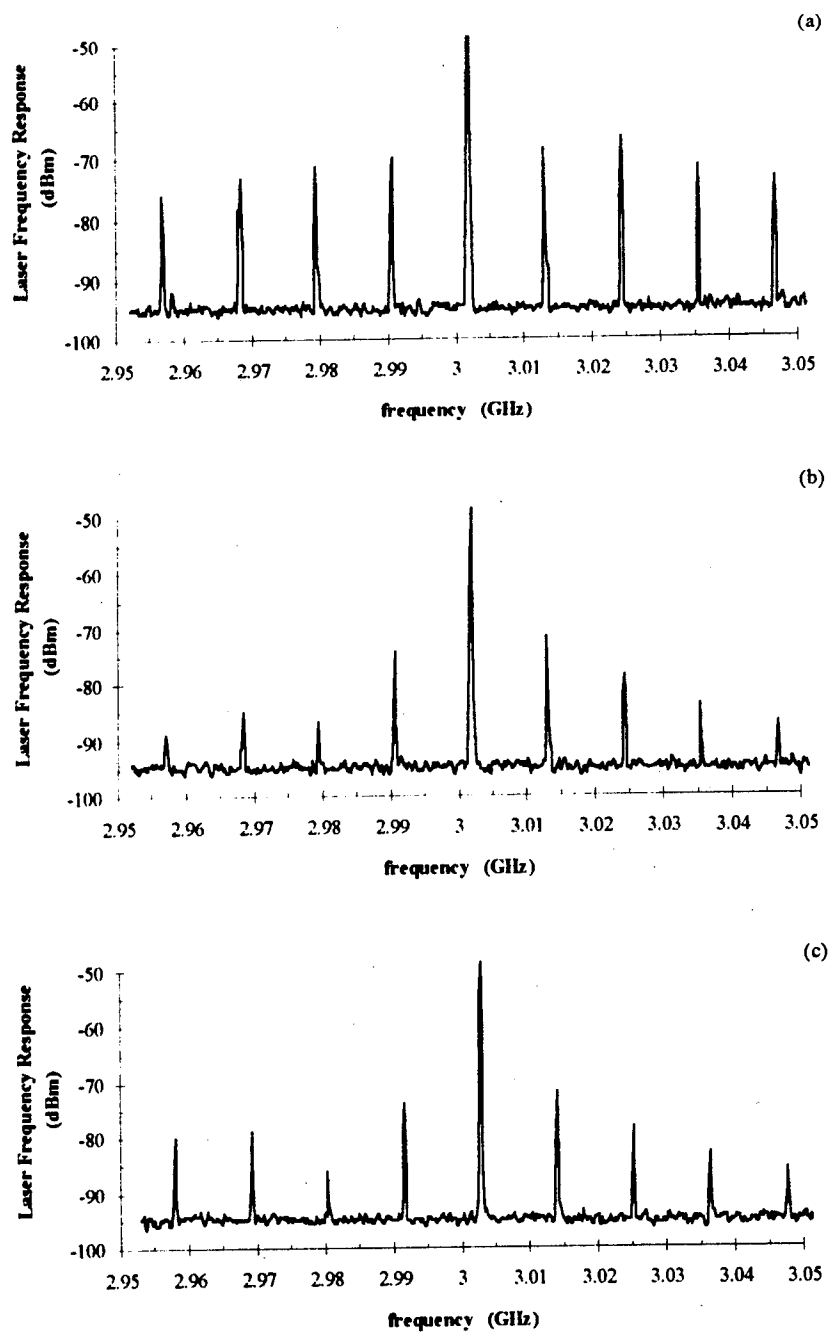 (a)
Laser Frequency Response
(dBm)
-50
-60
-70
-80
-90
-100
2.95 2.96 2.97 2.98 2.99 3 3.01 3.02 3.03 3.04 3.05
frequency (GHz)
(b)
Laser Frequency Response
(dBm)
-50
-60
-70
-80
-90
-100
2.95 2.96 2.97 2.98 2.99 3 3.01 3.02 3.03 3.04 3.05
frequency (GHz)
(c)
Laser Frequency Response
(dBm)
-50
-60
-70
-80
-90
-100
2.95 2.96 2.97 2.98 2.99 3 3.01 3.02 3.03 3.04 3.05
frequency (GHz)